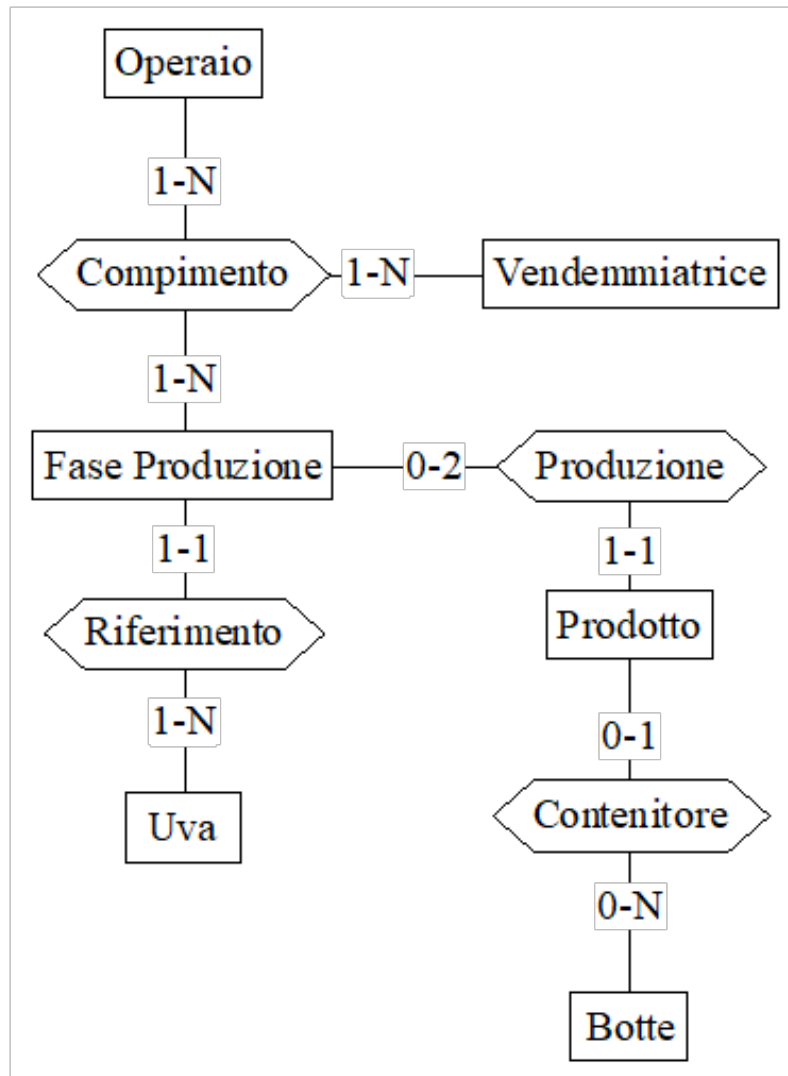 Operaio
1-N
Compimento
1-N
Vendemmiatrice
1-N
Fase Produzione
0-2
Produzione
1-1
1-1
Riferimento
Prodotto
1-N
0-1
Uva
Contenitore
0-N
Botte